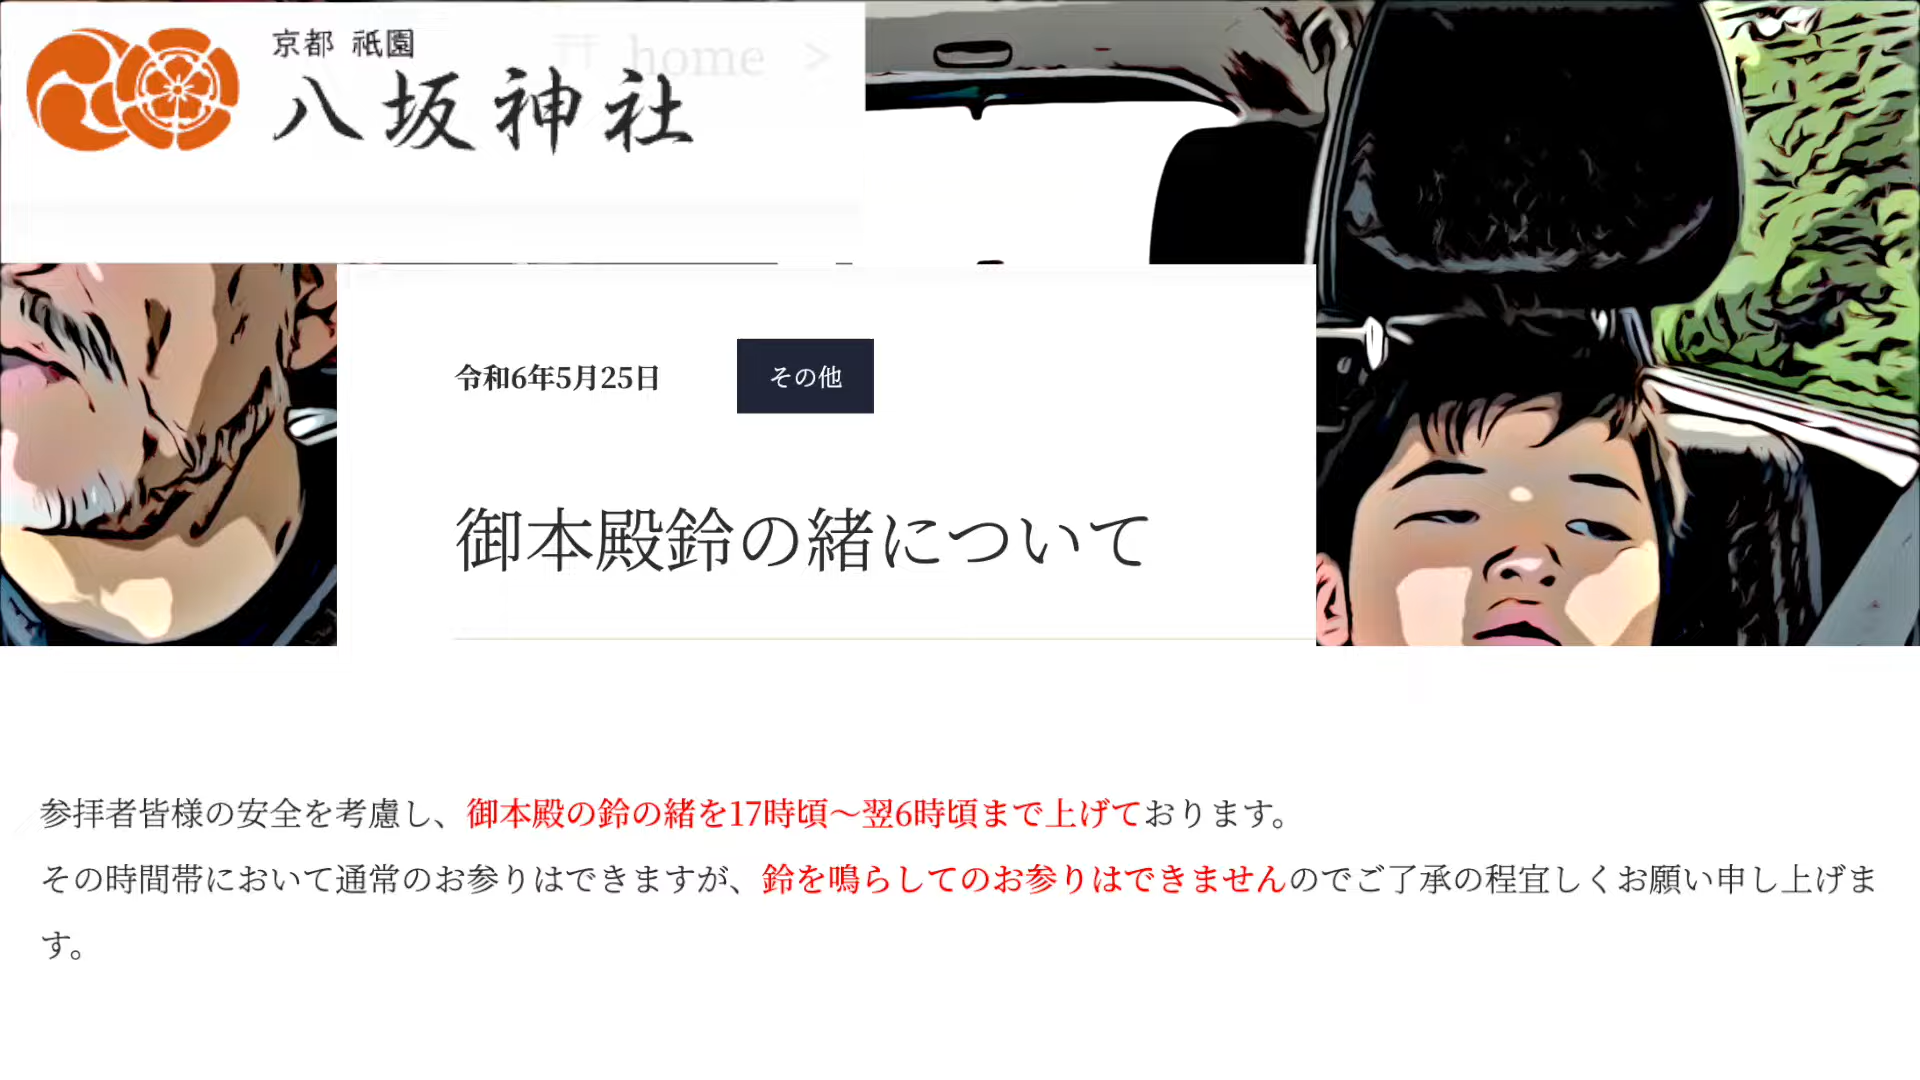 京都 祇園
八坂神社
home >
令和6年5月25日
その他
御本殿鈴の緒について
参拝者皆様の安全を考慮し、御本殿の鈴の緒を17時頃～翌6時頃まで上げております。
その時間帯において通常のお参りはできますが、鈴を鳴らしてのお参りはできませんのでご了承の程宜しくお願い申し上げま
す。